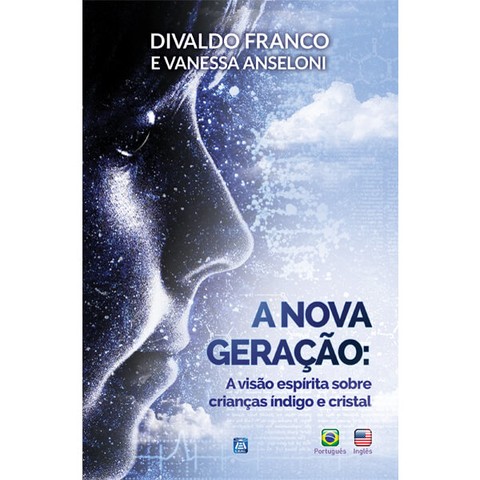 DIVALDO FRANCO
E VANESSA ANSELONI
A NOVA
GERAÇÃO:
A visão espírita sobre
crianças índigo e cristal
Português
Inglês